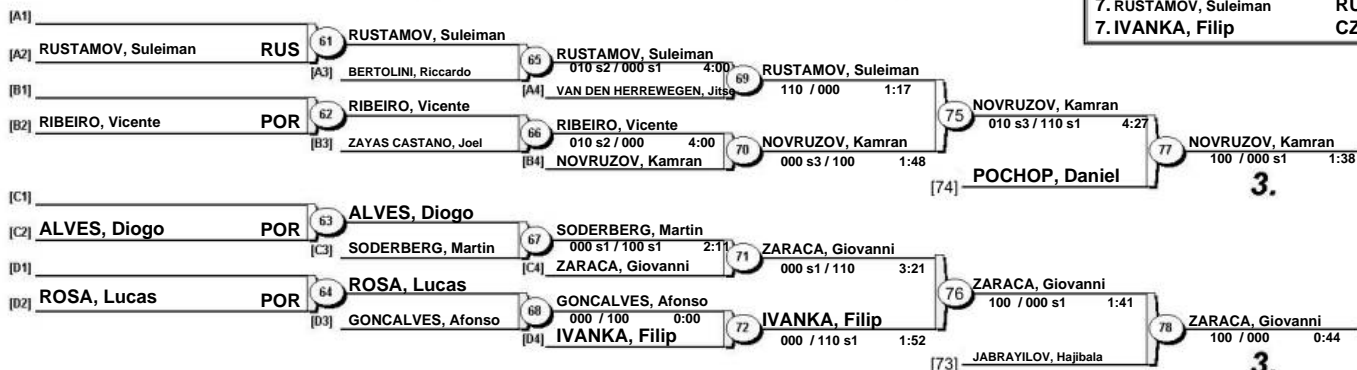 7. RUSTAMOV, Suleiman RU
7. IVANKA, Filip CZ
[A1]
[A2] RUSTAMOV, Suleiman RUS
61
RUSTAMOV, Suleiman
[A3] BERTOLINI, Riccardo
65
RUSTAMOV, Suleiman
010 s2 / 000 s1 4:00
[A4] VAN DEN HERREWEGEN, Jitse
69
RUSTAMOV, Suleiman
110 / 000 1:17
[B1]
[B2] RIBEIRO, Vicente POR
62
RIBEIRO, Vicente
[B3] ZAYAS CASTANO, Joel
66
RIBEIRO, Vicente
010 s2 / 000 4:00
[B4] NOVRUZOV, Kamran
70
NOVRUZOV, Kamran
000 s3 / 100 1:48
75
NOVRUZOV, Kamran
010 s3 / 110 s1 4:27
[74] POCHOP, Daniel
77
NOVRUZOV, Kamran
100 / 000 s1 1:38
3.
[C1]
[C2] ALVES, Diogo POR
63
ALVES, Diogo
[C3] SODERBERG, Martin
67
SODERBERG, Martin
000 s1 / 100 s1 2:11
[C4] ZARACA, Giovanni
71
ZARACA, Giovanni
000 s1 / 110 3:21
[D1]
[D2] ROSA, Lucas POR
64
ROSA, Lucas
[D3] GONCALVES, Afonso
68
GONCALVES, Afonso
000 / 100 0:00
[D4] IVANKA, Filip
72
IVANKA, Filip
000 / 110 s1 1:52
76
ZARACA, Giovanni
100 / 000 s1 1:41
[73] JABRAYILOV, Hajibala
78
ZARACA, Giovanni
100 / 000 0:44
3.